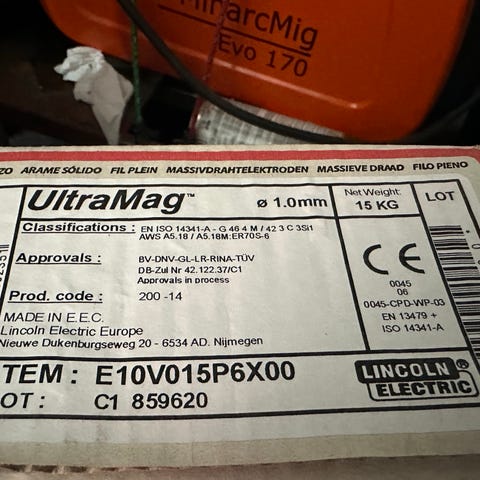 MinarcMig
Evo 170
ARAME SÓLIDO FIL PLEIN MASSIVDRAHTELEKTRODEN MASSIEVE DRAAD FILO PIENO
UltraMag™ ø 1.0mm
Net Weight:
15 KG
LOT
Classifications : EN ISO 14341-A - G 46 4 M / 42 3 C 3Si1
AWS A5.18 / A5.18M:ER70S-6
Approvals : BV-DNV-GL-LR-RINA-TÜV
DB-Zul Nr 42.122.37/C1
Approvals in process
Prod. code : 200 -14
CE
0045
06
0045-CPD-WP-03
EN 13479 +
ISO 14341-A
MADE IN E.E.C.
Lincoln Electric Europe
Nieuwe Dukenburgseweg 20 - 6534 AD. Nijmegen
TEM : E10V015P6X00
OT : C1 859620
LINCOLN
ELECTRIC